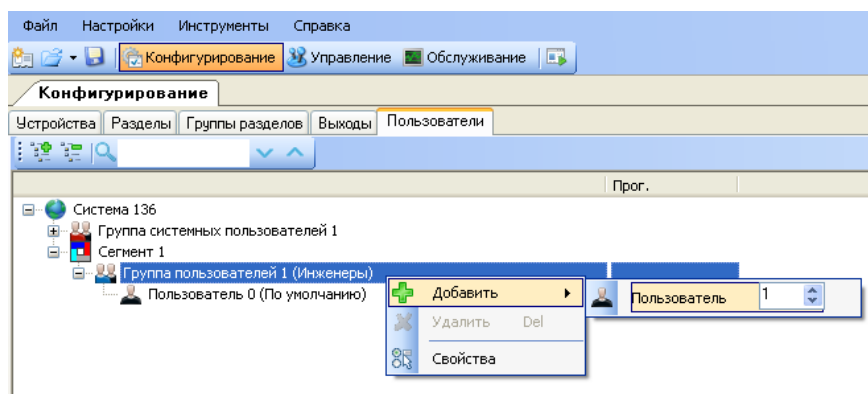 Файл Настройки Инструменты Справка
Конфигурирование Управление Обслуживание
Конфигурирование
Устройства Разделы Группы разделов Выходы Пользователи
Прог.
Система 136
Группа системных пользователей 1
Сегмент 1
Группа пользователей 1 (Инженеры)
Пользователь 0 (По умолчанию)
Добавить
Пользователь 1
Удалить Del
Свойства